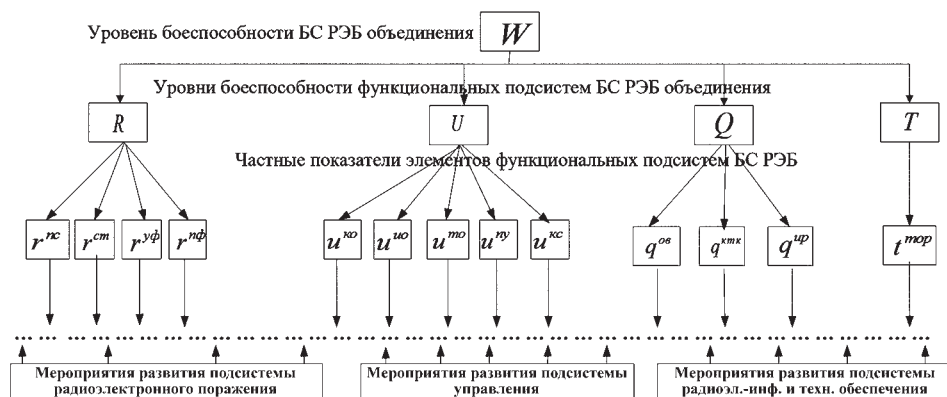 Уровень боеспособности БС РЭБ объединения W
Уровни боеспособности функциональных подсистем БС РЭБ объединения
R U Q T
Частные показатели элементов функциональных подсистем БС РЭБ
r^пс r^ст r^уф r^пф u^ко u^ио u^то u^пу u^кс q^ов q^ктк q^ир t^тор
Мероприятия развития подсистемы
радиоэлектронного поражения
Мероприятия развития подсистемы
управления
Мероприятия развития подсистемы
радиоэл.-инф. и техн. обеспечения